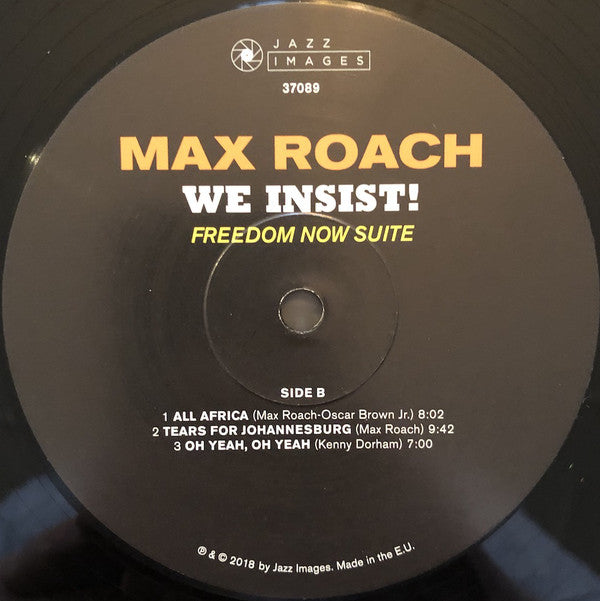 JAZZ
IMAGES
37089
MAX ROACH
WE INSIST!
FREEDOM NOW SUITE
SIDE B
1 ALL AFRICA (Max Roach-Oscar Brown Jr.) 8:02
2 TEARS FOR JOHANNESBURG (Max Roach) 9:42
3 OH YEAH, OH YEAH (Kenny Dorham) 7:00
℗ & © 2018 by Jazz Images. Made in the E.U.